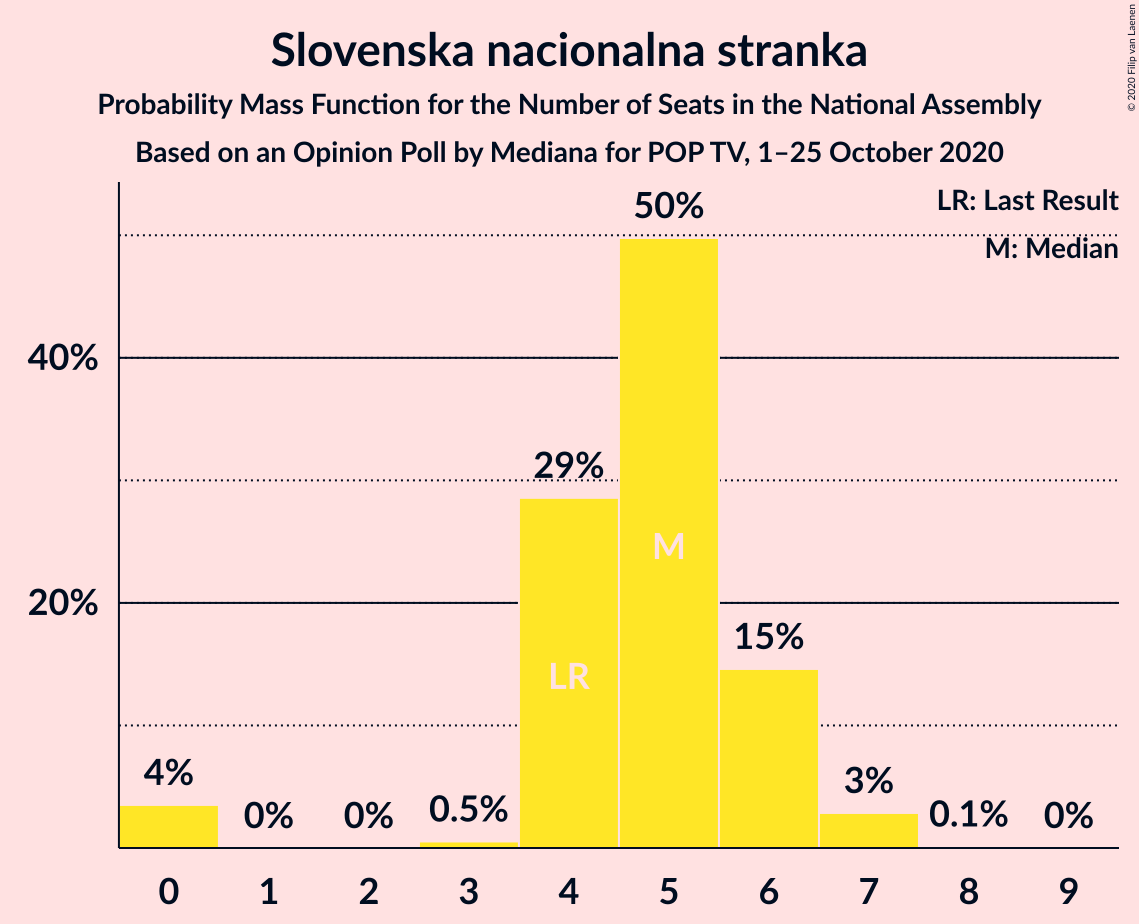 Slovenska nacionalna stranka
Probability Mass Function for the Number of Seats in the National Assembly
Based on an Opinion Poll by Mediana for POP TV, 1–25 October 2020
© 2020 Filip van Laenen
LR: Last Result
M: Median
50%
40%
29%
M
20%
15%
LR
4%
0%
0%
0.5%
3%
0.1%
0%
0 1 2 3 4 5 6 7 8 9